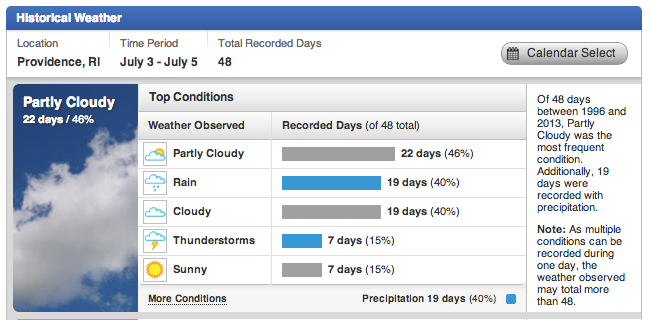 Historical Weather
Location
Time Period
Total Recorded Days
Providence, RI
July 3 - July 5
48
Calendar Select
Partly Cloudy
22 days / 46%
Top Conditions
Weather Observed
Recorded Days (of 48 total)
Partly Cloudy
22 days (46%)
Rain
19 days (40%)
Cloudy
19 days (40%)
Thunderstorms
7 days (15%)
Sunny
7 days (15%)
More Conditions
Precipitation 19 days (40%)
Of 48 days
between 1996 and
2013, Partly
Cloudy was the
most frequent
condition.
Additionally, 19
days were
recorded with
precipitation.
Note: As multiple
conditions can be
recorded during
one day, the
weather observed
may total more
than 48.